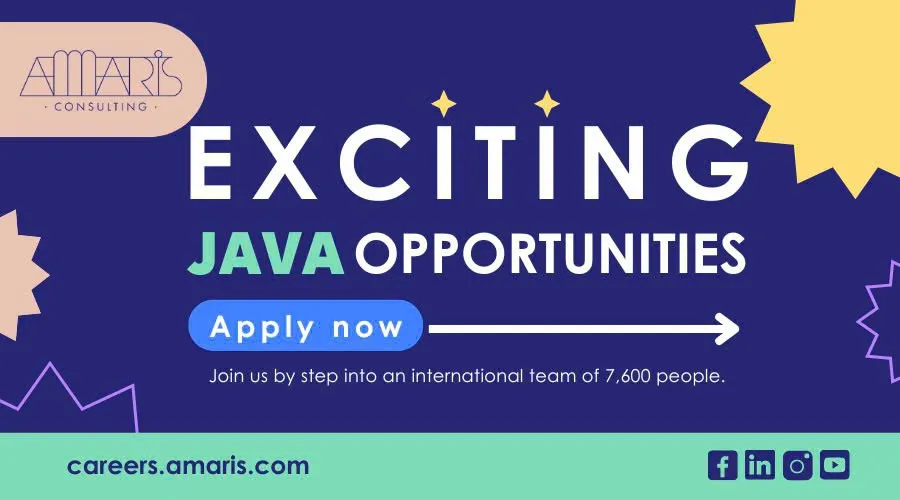 AMARIS
· CONSULTING ·
EXCITING
JAVA OPPORTUNITIES
Apply now
Join us by step into an international team of 7,600 people.
careers.amaris.com